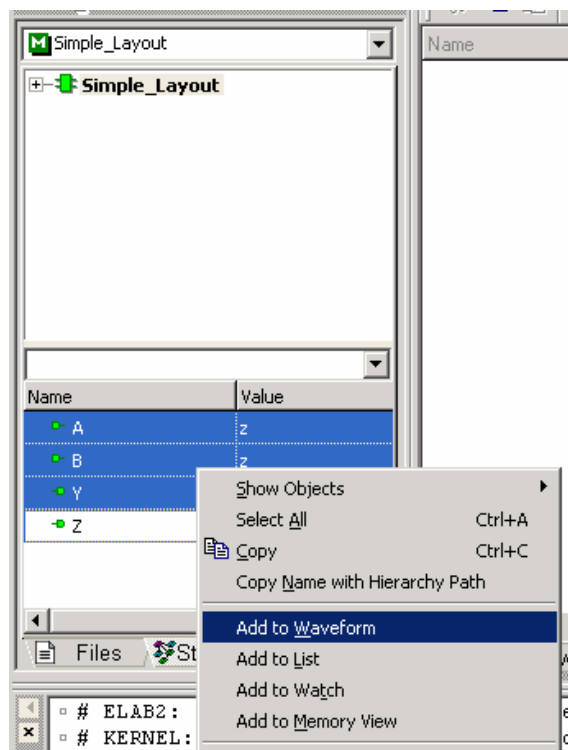 Simple_Layout
Name
Simple_Layout
Name Value
A z
B z
Y
Z
Show Objects
Select All Ctrl+A
Copy Ctrl+C
Copy Name with Hierarchy Path
Add to Waveform
Add to List
Add to Watch
Add to Memory View
Files St
# ELAB2:
# KERNEL: